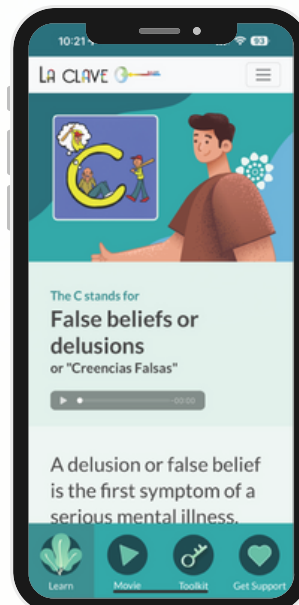 10:21
93
LA CLAVE
C
The C stands for
False beliefs or
delusions
or "Creencias Falsas"
00:00
A delusion or false belief
is the first symptom of a
serious mental illness.
Learn Movie Toolkit Get Support